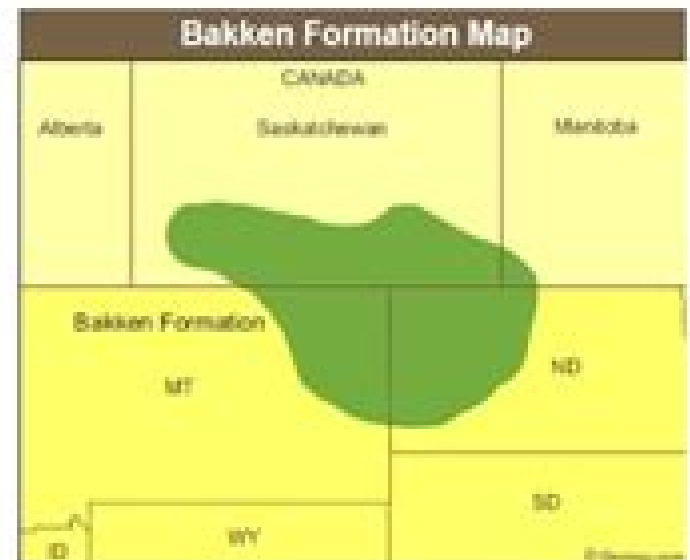 Bakken Formation Map
CANADA
Alberta
Saskatchewan
Manitoba
Bakken Formation
MT
ND
SD
WY
ID